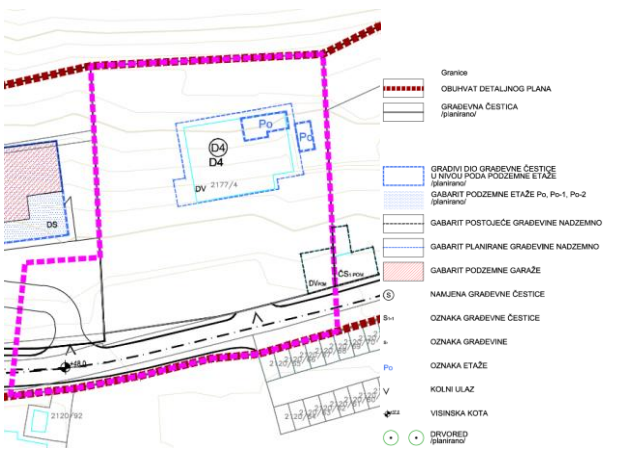 Po
Po
D4
D4
DV 2177/4
DS
DVRM
ČS1
2120/92
Granice
OBUHVAT DETALJNOG PLANA
GRAĐEVNA ČESTICA
/planirano/
GRADIVI DIO GRAĐEVNE ČESTICE
U NIVOU PODA PODZEMNE ETAŽE
/planirano/
GABARIT PODZEMNE ETAŽE Po, Po-1, Po-2
/planirano/
GABARIT POSTOJEĆE GRAĐEVINE NADZEMNO
GABARIT PLANIRANE GRAĐEVINE NADZEMNO
GABARIT PODZEMNE GARAŽE
S NAMJENA GRAĐEVNE ČESTICE
OZNAKA GRAĐEVNE ČESTICE
OZNAKA GRAĐEVINE
Po OZNAKA ETAŽE
KOLNI ULAZ
VISINSKA KOTA
DRVORED
/planirano/